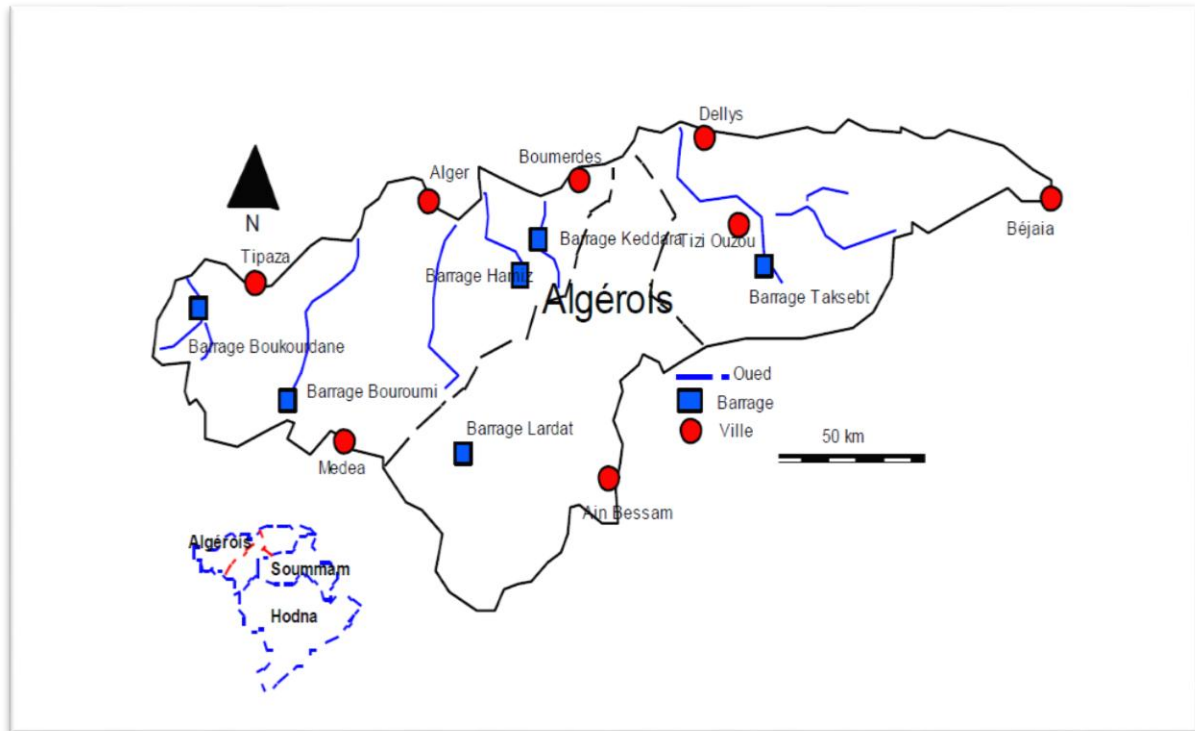 Dellys
Boumerdes
Alger
N
Béjaia
Barrage Keddara
Tizi Ouzou
Tipaza
Barrage Hamiz
Barrage Taksebt
Algérois
Barrage Boukourdane
Oued
Barrage Bouroumi
Barrage
Barrage Lardat
Ville
50 km
Medea
Ain Bessam
Algérois
Soummam
Hodna